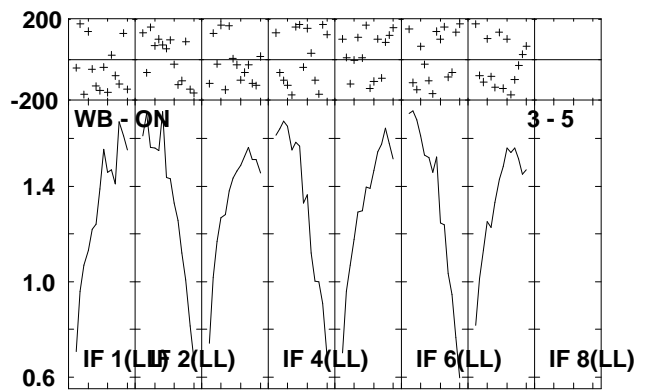 200
-200
WB - ON 3 - 5
1.4
1.0
IF 1(LL) IF 2(LL) IF 4(LL) IF 6(LL) IF 8(LL)
0.6